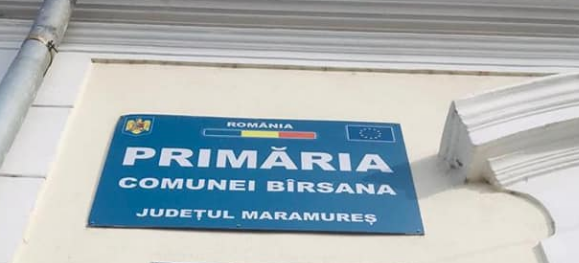 ROMÂNIA
PRIMĂRIA
COMUNEI BÎRSANA
JUDEȚUL MARAMUREȘ